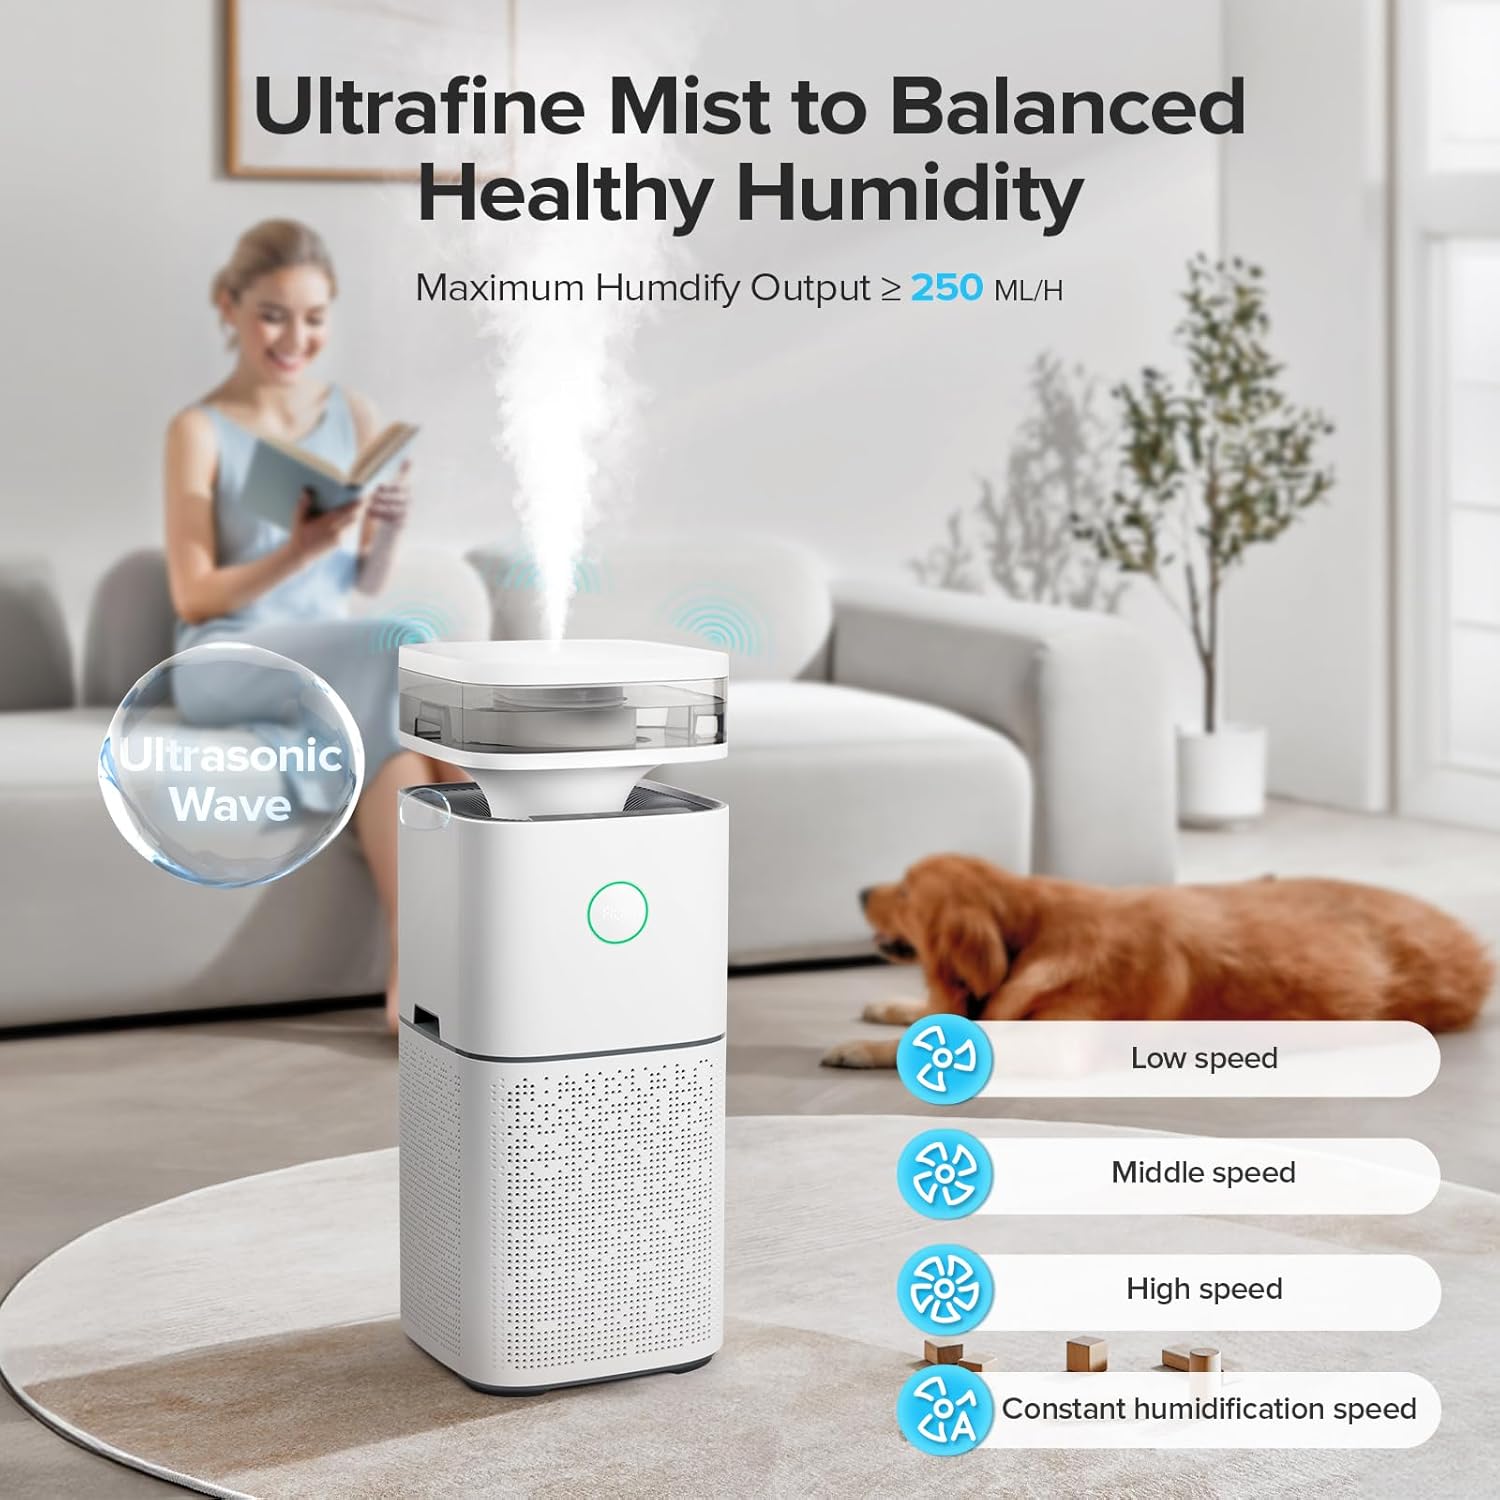 Ultrafine Mist to Balanced
Healthy Humidity
Maximum Humdify Output ≥ 250 ML/H
Ultrasonic
Wave
Low speed
Middle speed
High speed
A Constant humidification speed